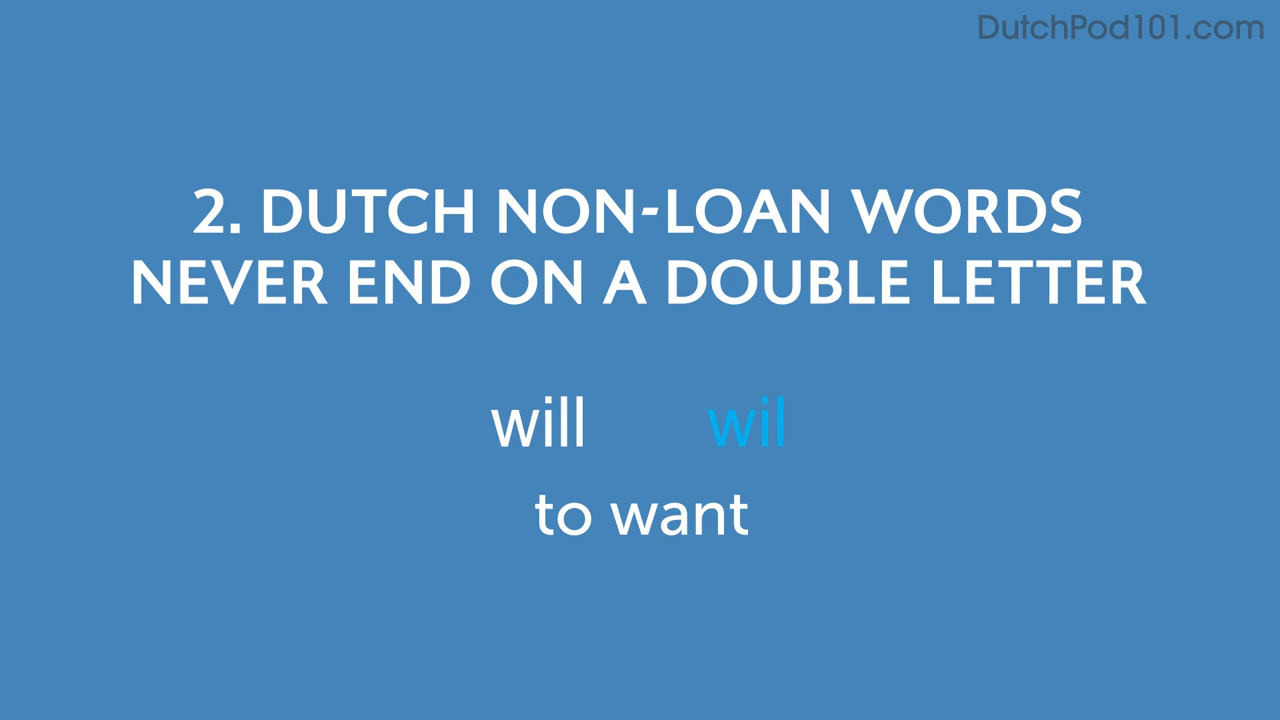 DutchPod101.com
2. DUTCH NON-LOAN WORDS
NEVER END ON A DOUBLE LETTER
will wil
to want